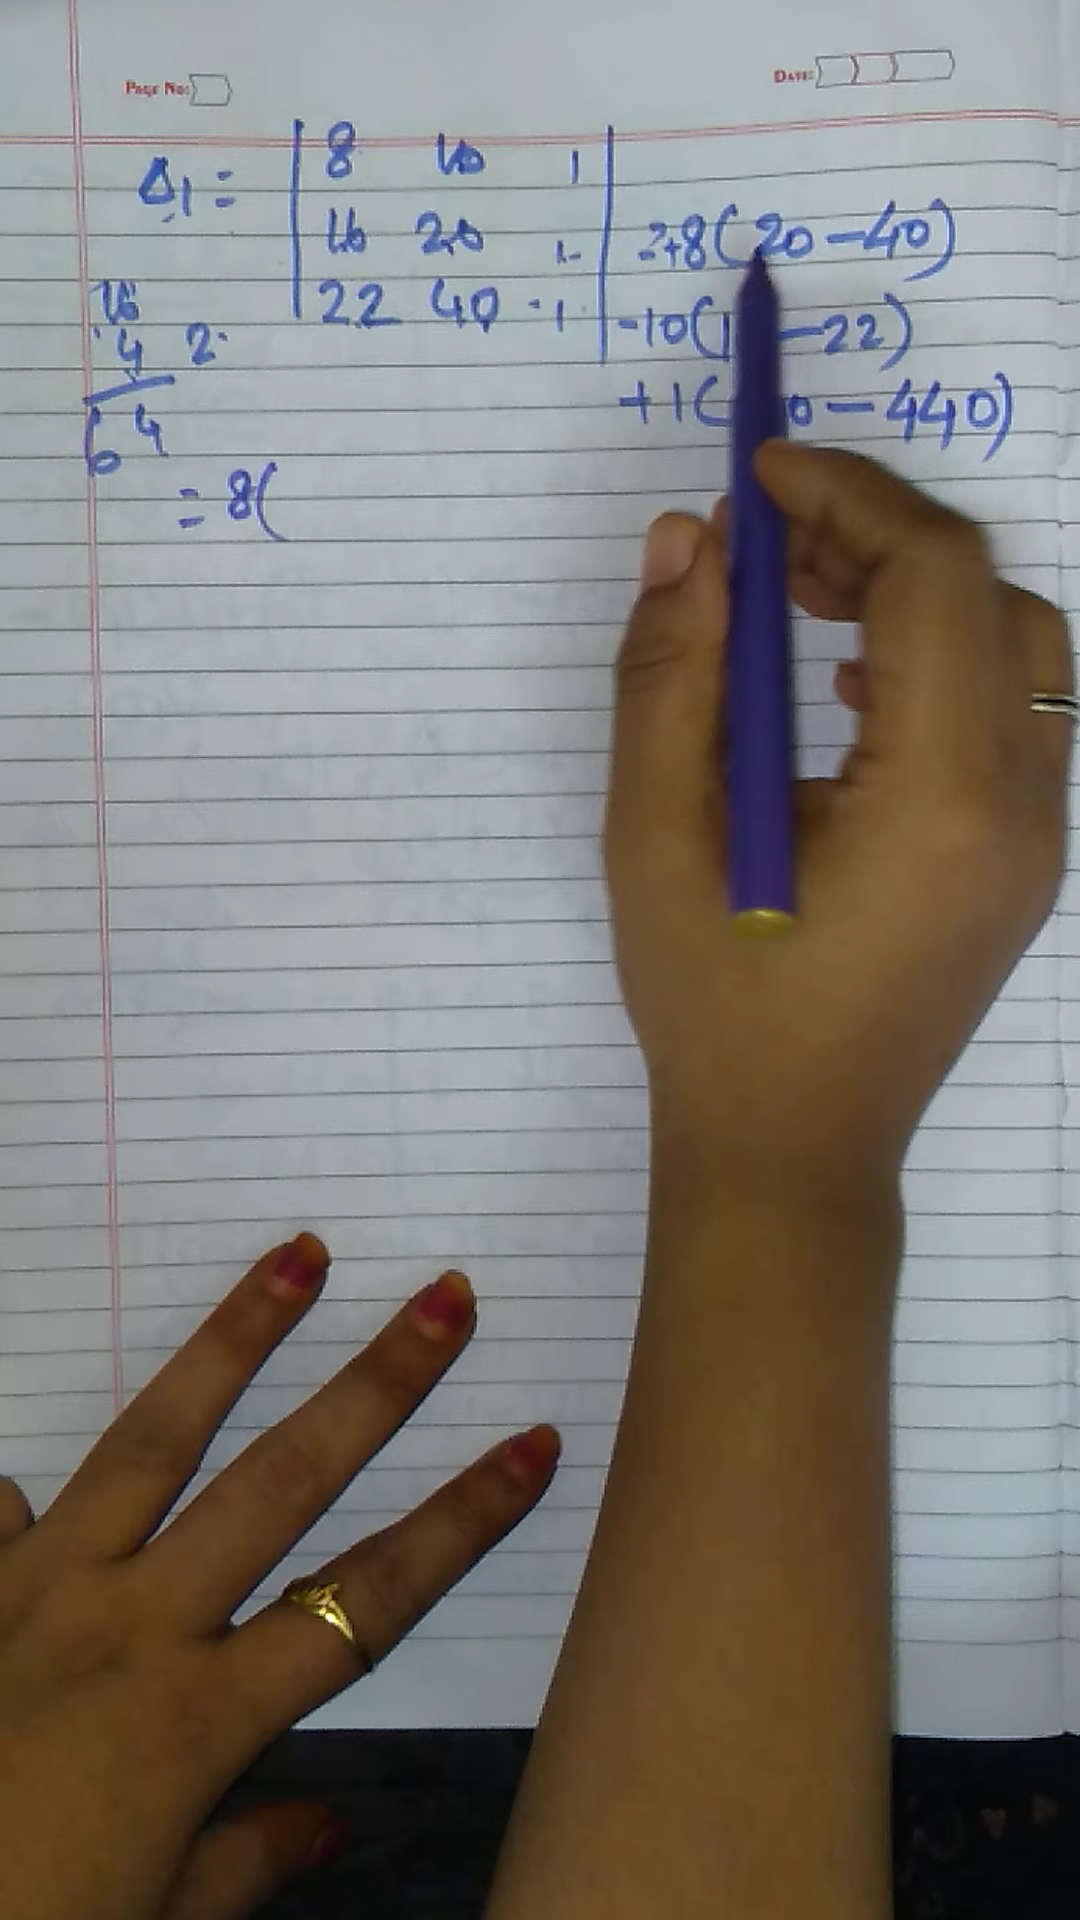 PAGE No:
DATE:
Δ1 = | 8 10 1 |
| 16 20 1 | = +8(20-40)
| 22 40 1 | -10(1 -22)
+1( 0-440)
16
4 2
64
= 8(